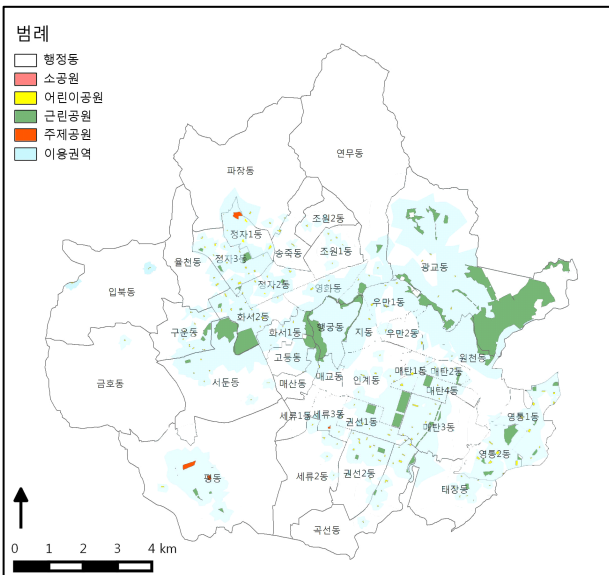 범례
행정동
소공원
어린이공원
근린공원
주제공원
이용권역
연무동
파장동
조원2동
정자1동
송죽동
조원1동
율천동
정자3동
광교동
입북동
정자2동
영화동
우만1동
화서2동
구운동
화서1동
행궁동
지동
우만2동
고등동
원천동
금호동
서둔동
매산동
매교동
인계동
매탄1동
매탄2동
매탄4동
세류1동
세류3동
권선1동
매탄3동
영통1동
영통2동
평동
세류2동
권선2동
태장동
곡선동
0 1 2 3 4 km